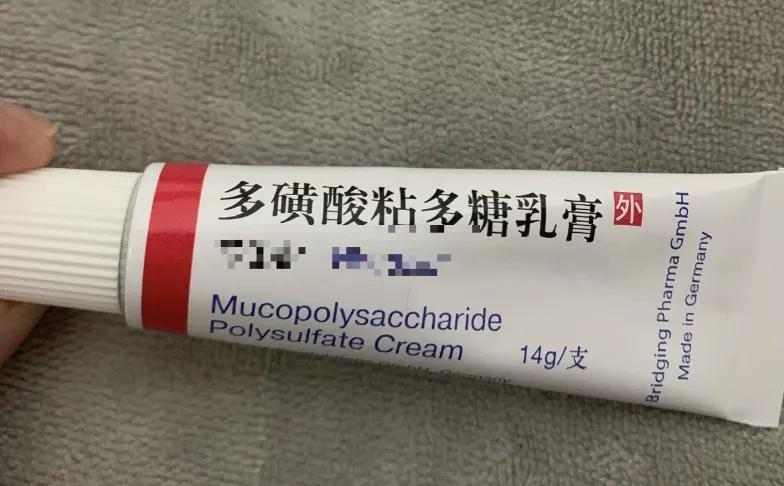 多磺酸粘多糖乳膏 外
Mucopolysaccharide
Polysulfate Cream 14g/支
Bridging Pharma GmbH
Made in Germany